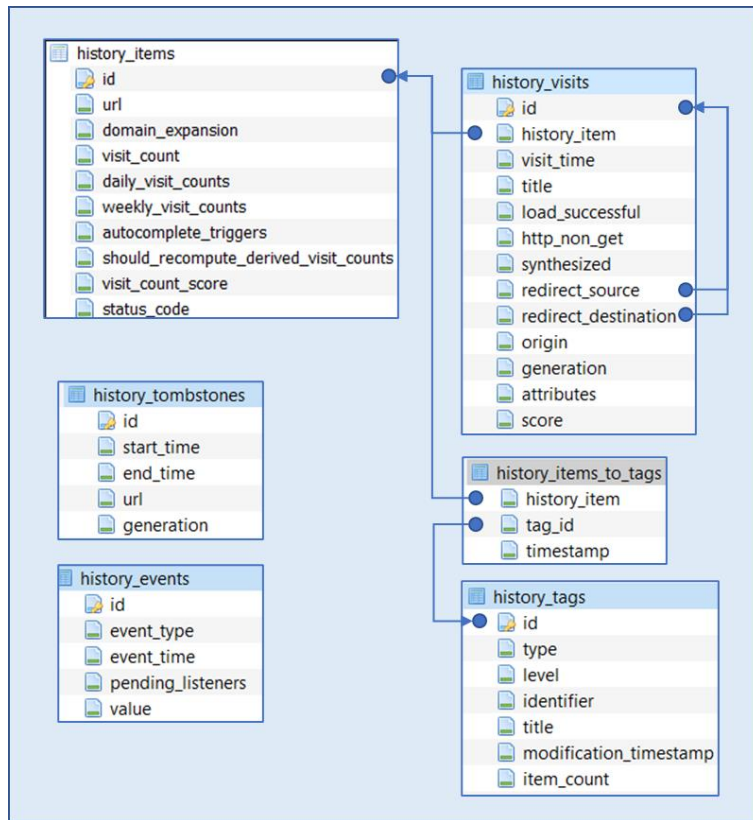 history_items
id
url
domain_expansion
visit_count
daily_visit_counts
weekly_visit_counts
autocomplete_triggers
should_recompute_derived_visit_counts
visit_count_score
status_code
history_visits
id
history_item
visit_time
title
load_successful
http_non_get
synthesized
redirect_source
redirect_destination
origin
generation
attributes
score
history_tombstones
id
start_time
end_time
url
generation
history_items_to_tags
history_item
tag_id
timestamp
history_events
id
event_type
event_time
pending_listeners
value
history_tags
id
type
level
identifier
title
modification_timestamp
item_count